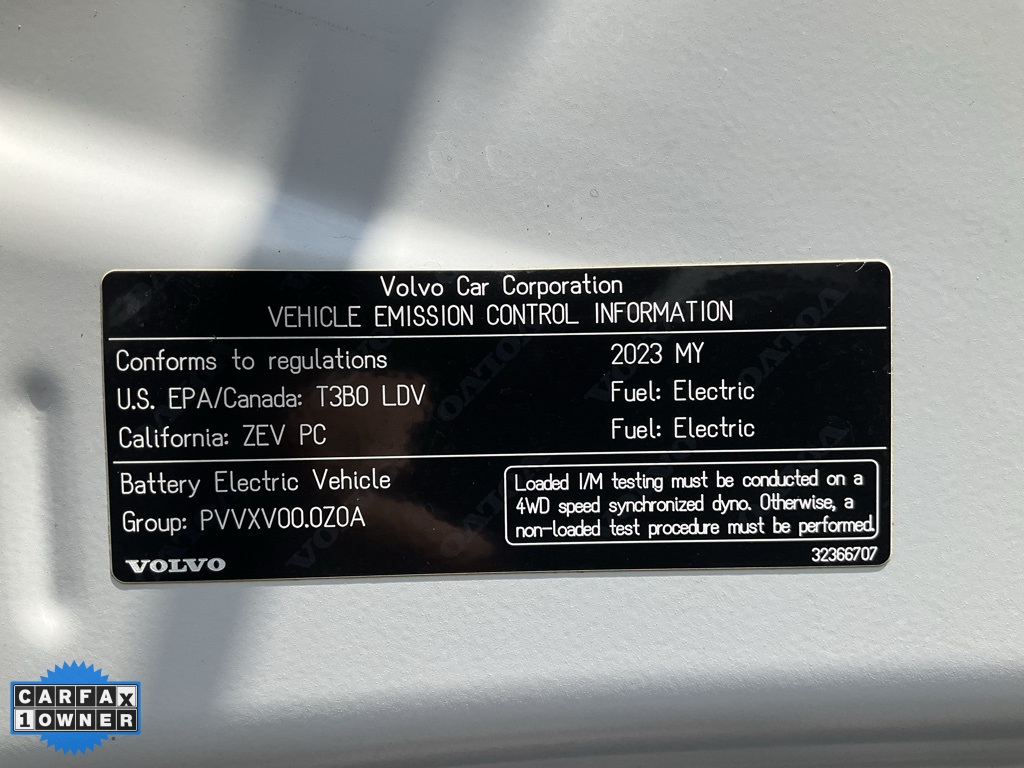 Volvo Car Corporation
VEHICLE EMISSION CONTROL INFORMATION
Conforms to regulations 2023 MY
U.S. EPA/Canada: T3B0 LDV Fuel: Electric
California: ZEV PC Fuel: Electric
Battery Electric Vehicle
Group: PVVXV00.0Z0A
Loaded I/M testing must be conducted on a
4WD speed synchronized dyno. Otherwise, a
non-loaded test procedure must be performed.
VOLVO
32366707
CARFAX
1 OWNER